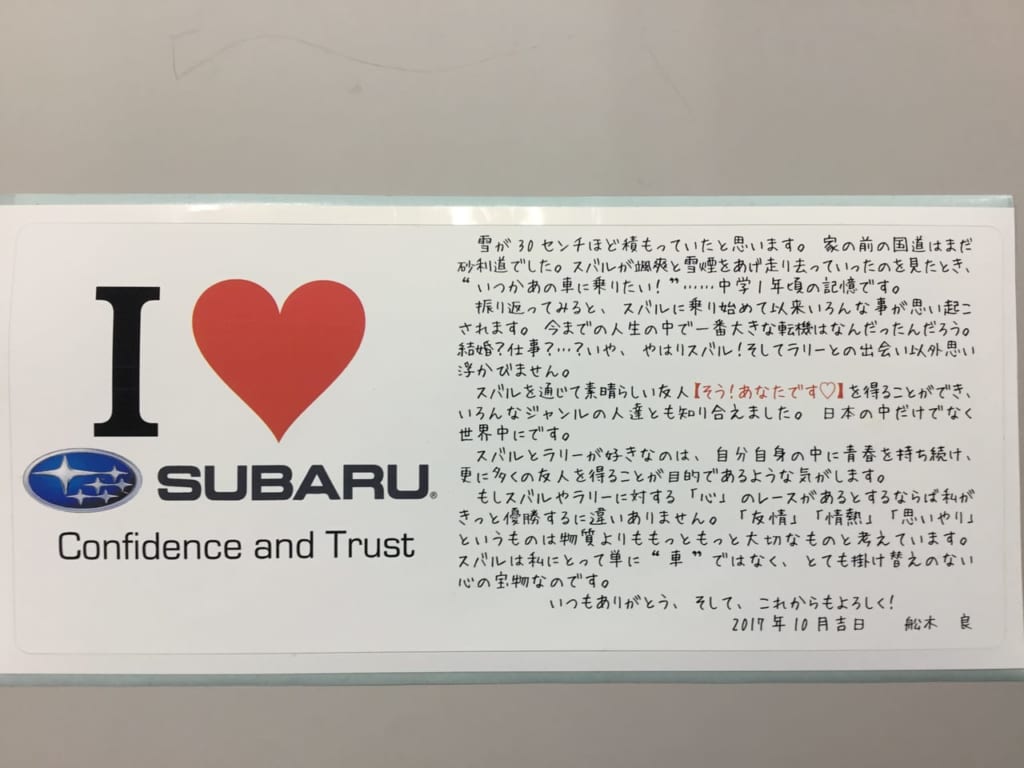 I ♥
SUBARU®
Confidence and Trust
雪が30センチほど積もっていたと思います。 家の前の国道はまだ
砂利道でした。スバルが颯爽と雪煙をあげ走り去っていったのを見たとき、
“いつかあの車に乗りたい!”……中学1年頃の記憶です。
振り返ってみると、 スバルに乗り始めて以来いろんな事が思い起こ
されます。 今までの人生の中で一番大きな転機はなんだったんだろう。
結婚?仕事?…?いや、 やはりスバル!そしてラリーとの出会い以外思い
浮かびません。
スバルを通じて素晴らしい友人【そう!あなたです♡】を得ることができ、
いろんなジャンルの人達とも知り合えました。 日本の中だけでなく
世界中にです。
スバルとラリーが好きなのは、自分自身の中に青春を持ち続け、
更に多くの友人を得ることが目的であるような気がします。
もしスバルやラリーに対する「心」のレースがあるとするならば私が
きっと優勝するに違いありません。 「友情」「情熱」「思いやり」
というものは物質よりももっともっと大切なものと考えています。
スバルは私にとって単に“車”ではなく、とても掛け替えのない
心の宝物なのです。
いつもありがとう、そして、これからもよろしく!
2017年10月吉日 舩木 良